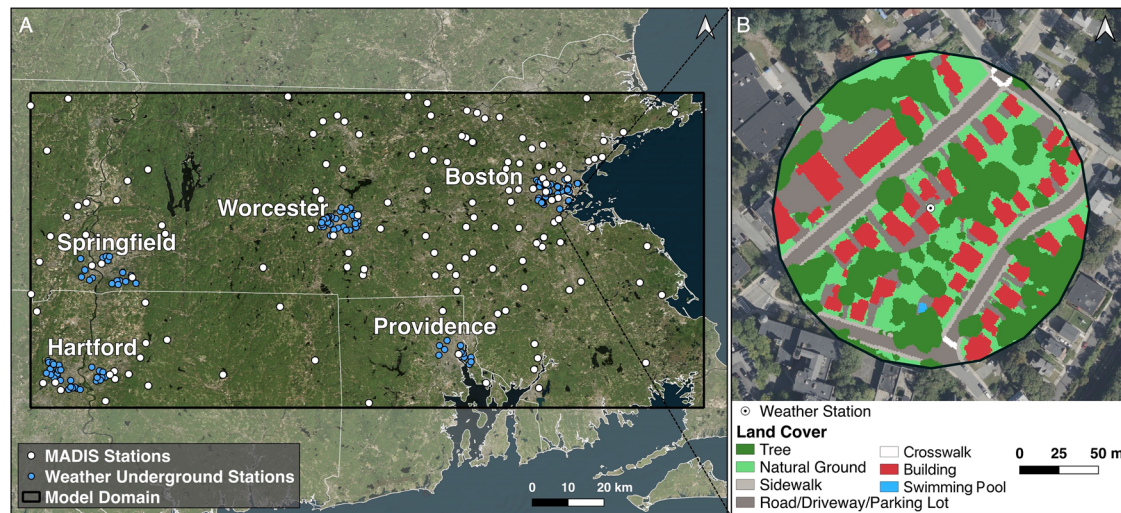 A
Boston
Worcester
Springfield
Providence
Hartford
MADIS Stations
Weather Underground Stations
Model Domain
0 10 20 km
B
Weather Station
Land Cover
Tree
Natural Ground
Sidewalk
Road/Driveway/Parking Lot
Crosswalk
Building
Swimming Pool
0 25 50 m